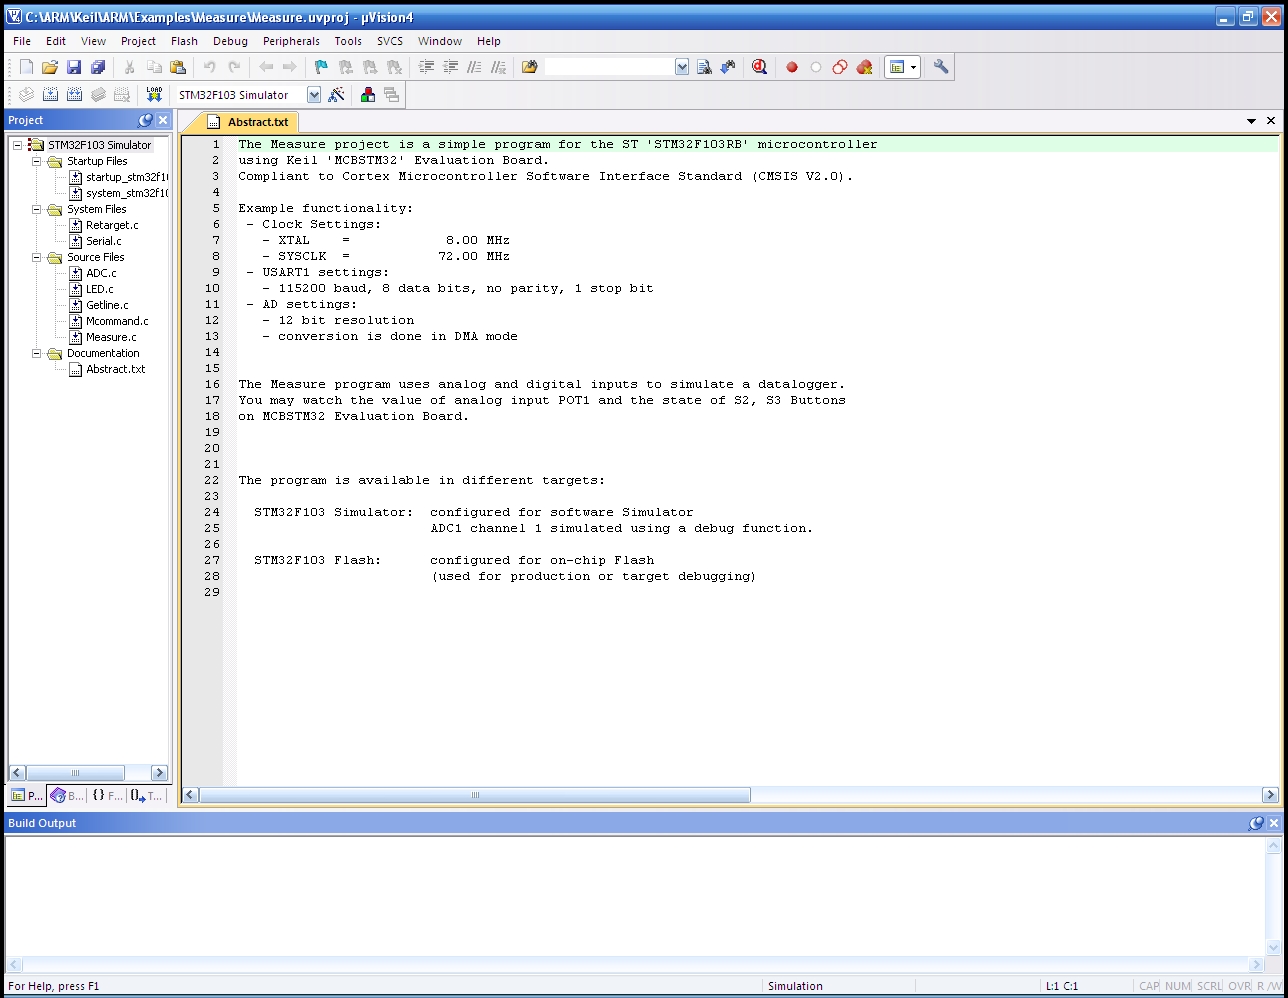 C:\ARM\Keil\ARM\Examples\Measure\Measure.uvproj - µVision4
File Edit View Project Flash Debug Peripherals Tools SVCS Window Help
LOAD STM32F103 Simulator
Project
STM32F103 Simulator
Startup Files
startup_stm32f1
system_stm32f10
System Files
Retarget.c
Serial.c
Source Files
ADC.c
LED.c
Getline.c
Mcommand.c
Measure.c
Documentation
Abstract.txt
P... B... {} F... 0 T...
Abstract.txt
1 The Measure project is a simple program for the ST 'STM32F103RB' microcontroller
2 using Keil 'MCBSTM32' Evaluation Board.
3 Compliant to Cortex Microcontroller Software Interface Standard (CMSIS V2.0).
4
5 Example functionality:
6 - Clock Settings:
7 - XTAL = 8.00 MHz
8 - SYSCLK = 72.00 MHz
9 - USART1 settings:
10 - 115200 baud, 8 data bits, no parity, 1 stop bit
11 - AD settings:
12 - 12 bit resolution
13 - conversion is done in DMA mode
14
15
16 The Measure program uses analog and digital inputs to simulate a datalogger.
17 You may watch the value of analog input POT1 and the state of S2, S3 Buttons
18 on MCBSTM32 Evaluation Board.
19
20
21
22 The program is available in different targets:
23
24 STM32F103 Simulator: configured for software Simulator
25 ADC1 channel 1 simulated using a debug function.
26
27 STM32F103 Flash: configured for on-chip Flash
28 (used for production or target debugging)
29
Build Output
For Help, press F1 Simulation L:1 C:1 CAP NUM SCRL OVR R/W